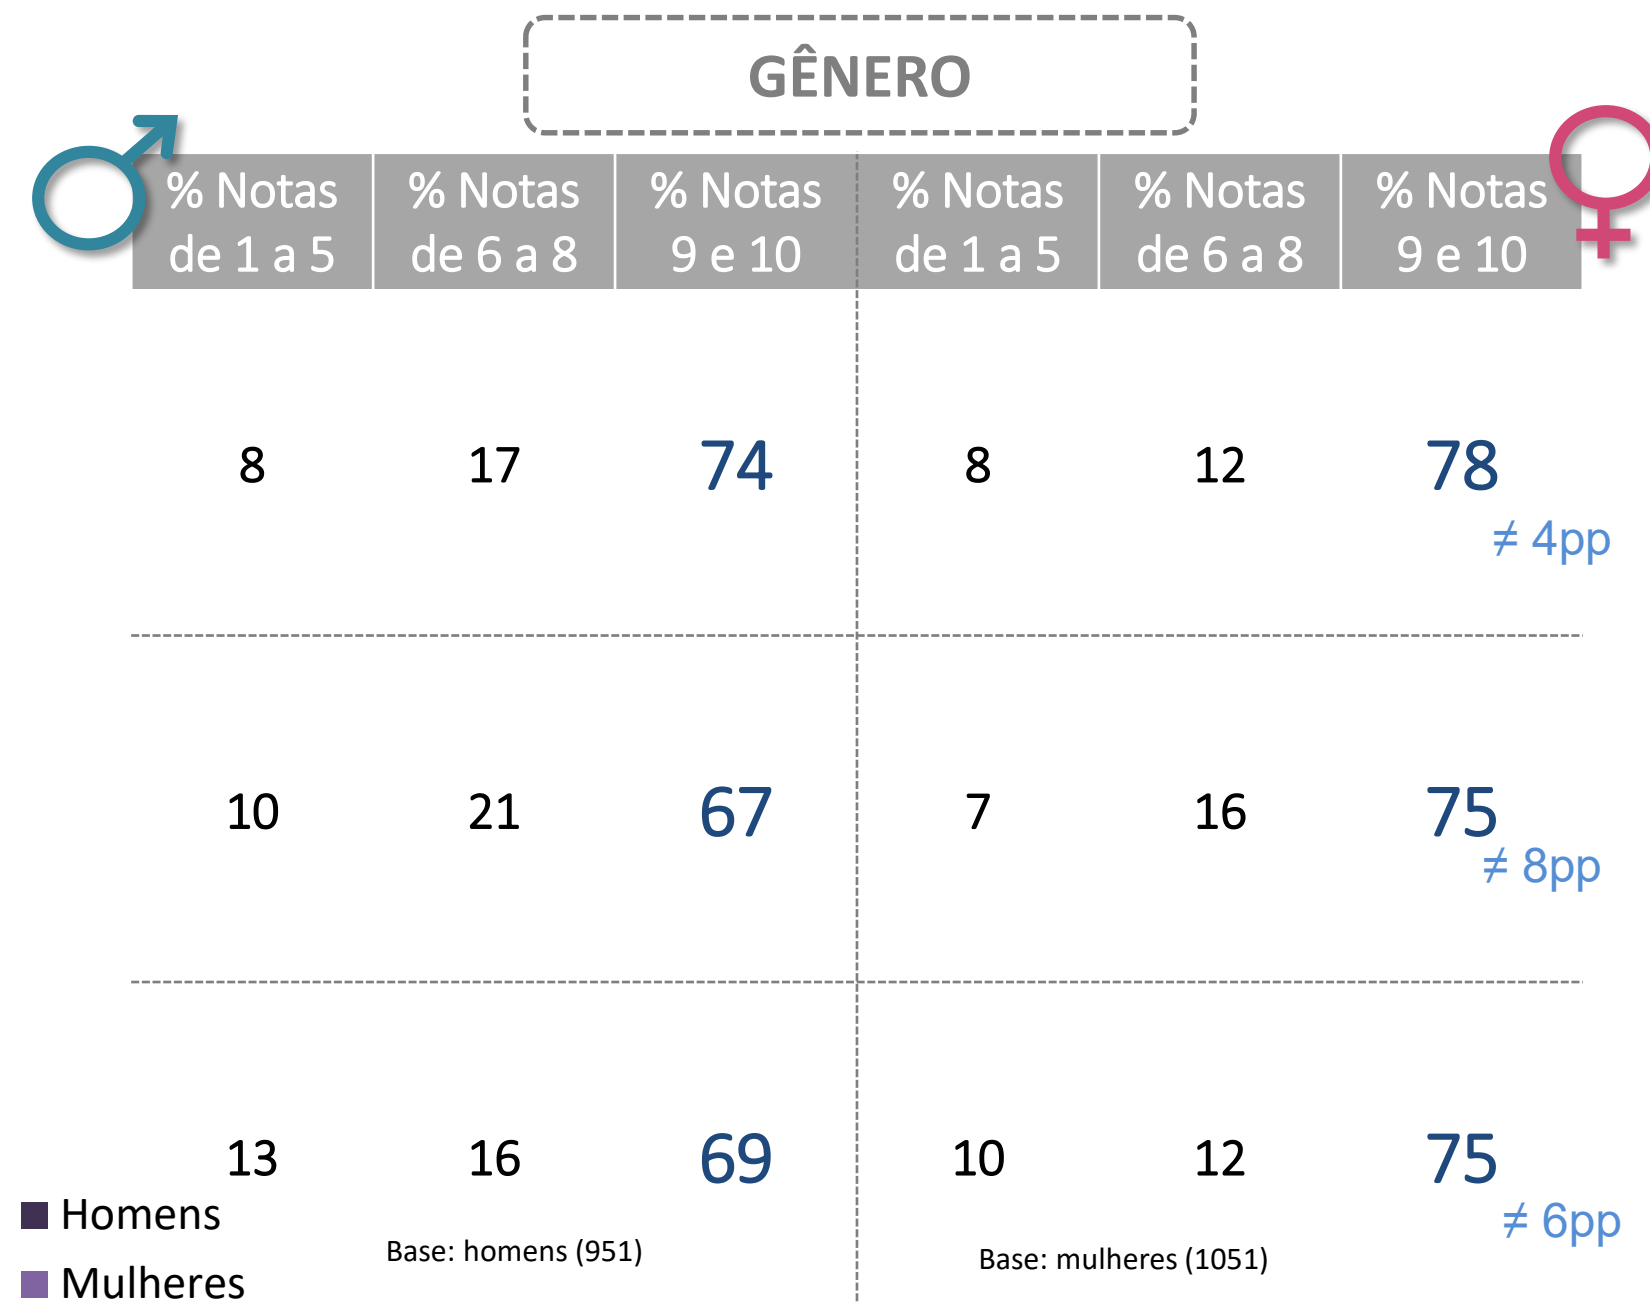 GÊNERO
% Notas de 1 a 5 % Notas de 6 a 8 % Notas 9 e 10 % Notas de 1 a 5 % Notas de 6 a 8 % Notas 9 e 10
8 17 74 8 12 78
≠ 4pp
10 21 67 7 16 75
≠ 8pp
13 16 69 10 12 75
≠ 6pp
Homens
Mulheres
Base: homens (951)
Base: mulheres (1051)